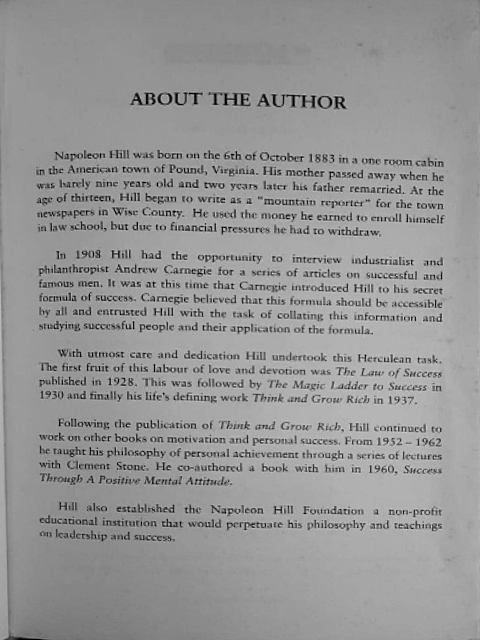 ABOUT THE AUTHOR
Napoleon Hill was born on the 6th of October 1883 in a one room cabin
in the American town of Pound, Virginia. His mother passed away when he
was barely nine years old and two years later his father remarried. At the
age of thirteen, Hill began to write as a "mountain reporter" for the town
newspapers in Wise County. He used the money he earned to enroll himself
in law school, but due to financial pressures he had to withdraw.
In 1908 Hill had the opportunity to interview industrialist and
philanthropist Andrew Carnegie for a series of articles on successful and
famous men. It was at this time that Carnegie introduced Hill to his secret
formula of success. Carnegie believed that this formula should be accessible
by all and entrusted Hill with the task of collating this information and
studying successful people and their application of the formula.
With utmost care and dedication Hill undertook this Herculean task.
The first fruit of this labour of love and devotion was The Law of Success
published in 1928. This was followed by The Magic Ladder to Success in
1930 and finally his life's defining work Think and Grow Rich in 1937.
Following the publication of Think and Grow Rich, Hill continued to
work on other books on motivation and personal success. From 1952 – 1962
he taught his philosophy of personal achievement through a series of lectures
with Clement Stone. He co-authored a book with him in 1960, Success
Through A Positive Mental Attitude.
Hill also established the Napoleon Hill Foundation a non-profit
educational institution that would perpetuate his philosophy and teachings
on leadership and success.